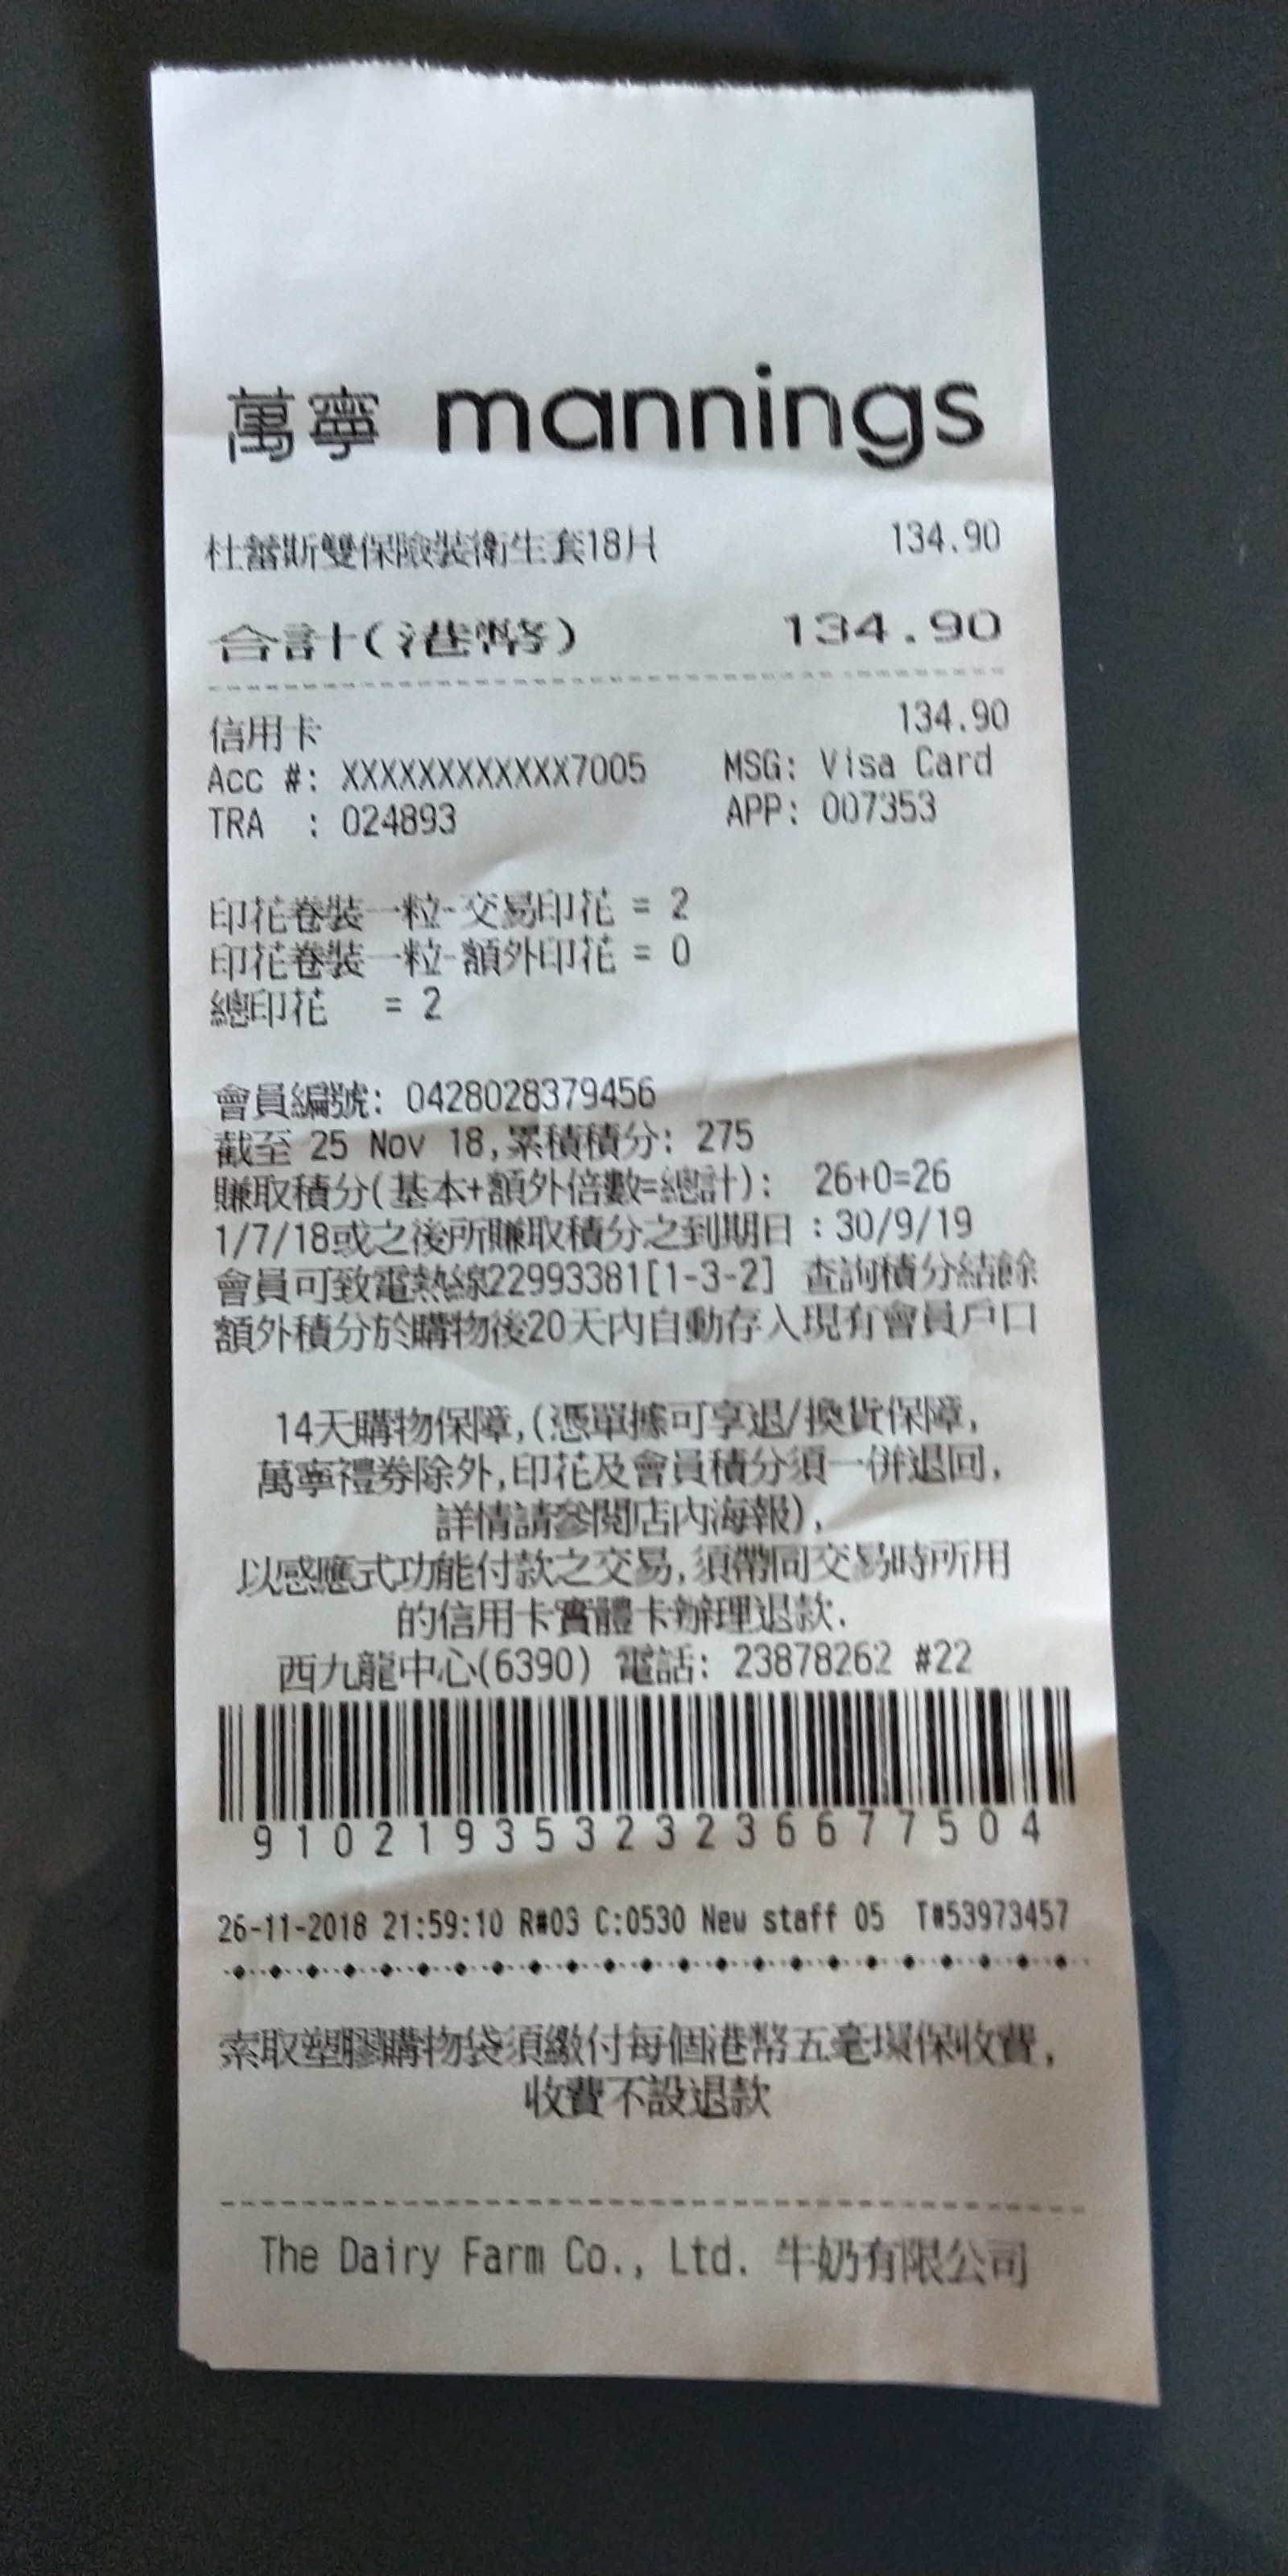 萬寧 mannings
杜蕾斯雙保險裝衛生套18片 134.90
合計(港幣) 134.90
信用卡 134.90
Acc #: XXXXXXXXXXXX7005 MSG: Visa Card
TRA : 024893 APP: 007353
印花卷裝一粒-交易印花 = 2
印花卷裝一粒-額外印花 = 0
總印花 = 2
會員編號: 0428028379456
截至 25 Nov 18,累積積分: 275
賺取積分(基本+額外倍數=總計): 26+0=26
1/7/18或之後所賺取積分之到期日:30/9/19
會員可致電熱線22993381[1-3-2] 查詢積分結餘
額外積分於購物後20天內自動存入現有會員戶口
14天購物保障,(憑單據可享退/換貨保障,
萬寧禮券除外,印花及會員積分須一併退回,
詳情請參閱店內海報),
以感應式功能付款之交易,須帶同交易時所用
的信用卡實體卡辦理退款.
西九龍中心(6390) 電話: 23878262 #22
9102193532323667​7504
26-11-2018 21:59:10 R#03 C:0530 New staff 05 T#53973457
索取塑膠購物袋須繳付每個港幣五毫環保收費,
收費不設退款
The Dairy Farm Co., Ltd. 牛奶有限公司